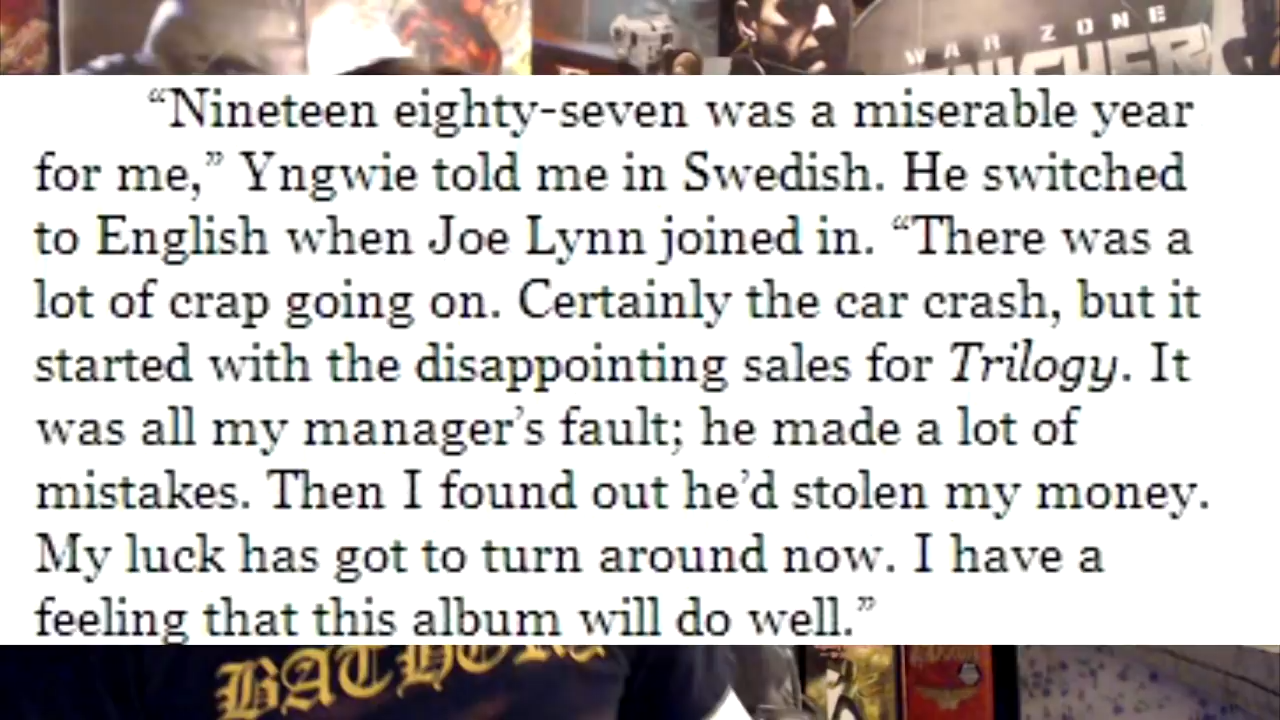 WAR ZONE
“Nineteen eighty-seven was a miserable year
for me,” Yngwie told me in Swedish. He switched
to English when Joe Lynn joined in. “There was a
lot of crap going on. Certainly the car crash, but it
started with the disappointing sales for Trilogy. It
was all my manager’s fault; he made a lot of
mistakes. Then I found out he’d stolen my money.
My luck has got to turn around now. I have a
feeling that this album will do well.”